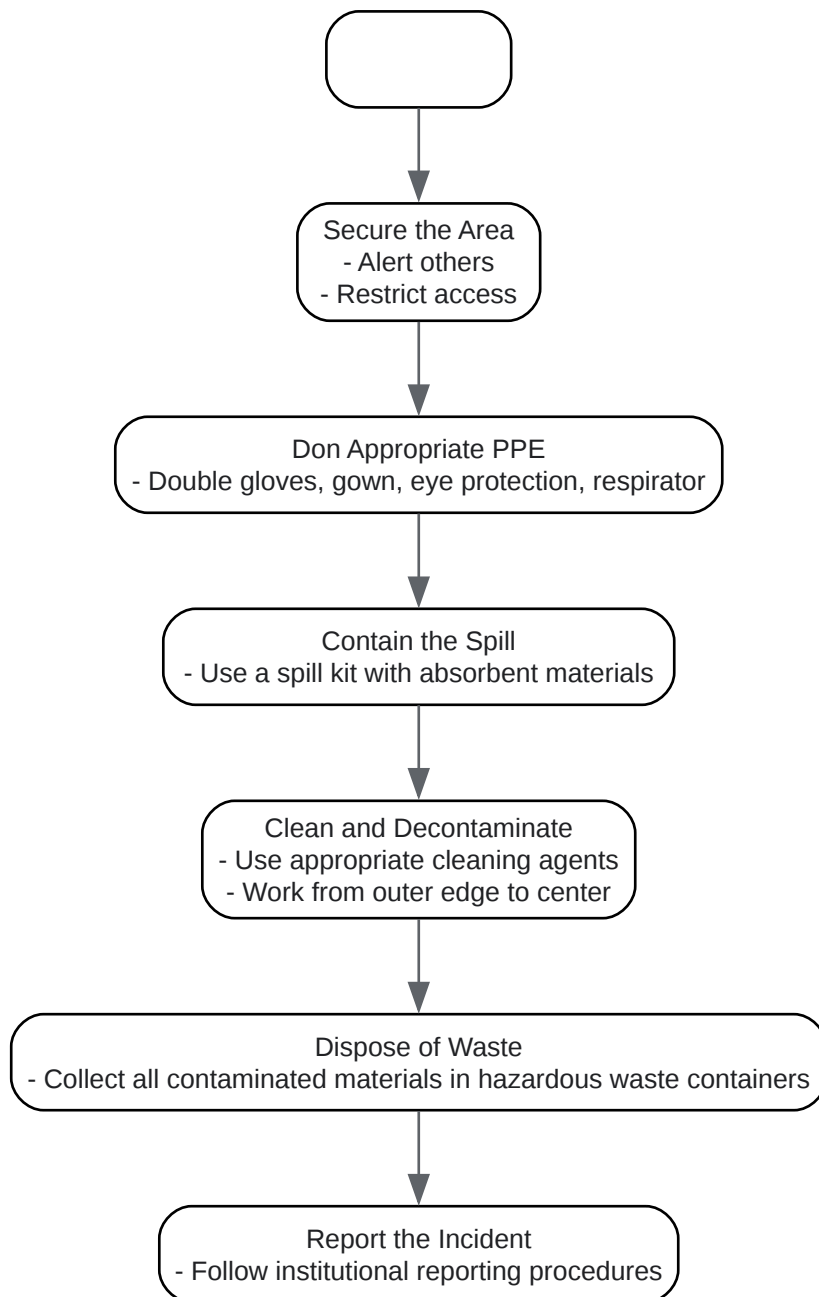 Secure the Area
- Alert others
- Restrict access
Don Appropriate PPE
- Double gloves, gown, eye protection, respirator
Contain the Spill
- Use a spill kit with absorbent materials
Clean and Decontaminate
- Use appropriate cleaning agents
- Work from outer edge to center
Dispose of Waste
- Collect all contaminated materials in hazardous waste containers
Report the Incident
- Follow institutional reporting procedures